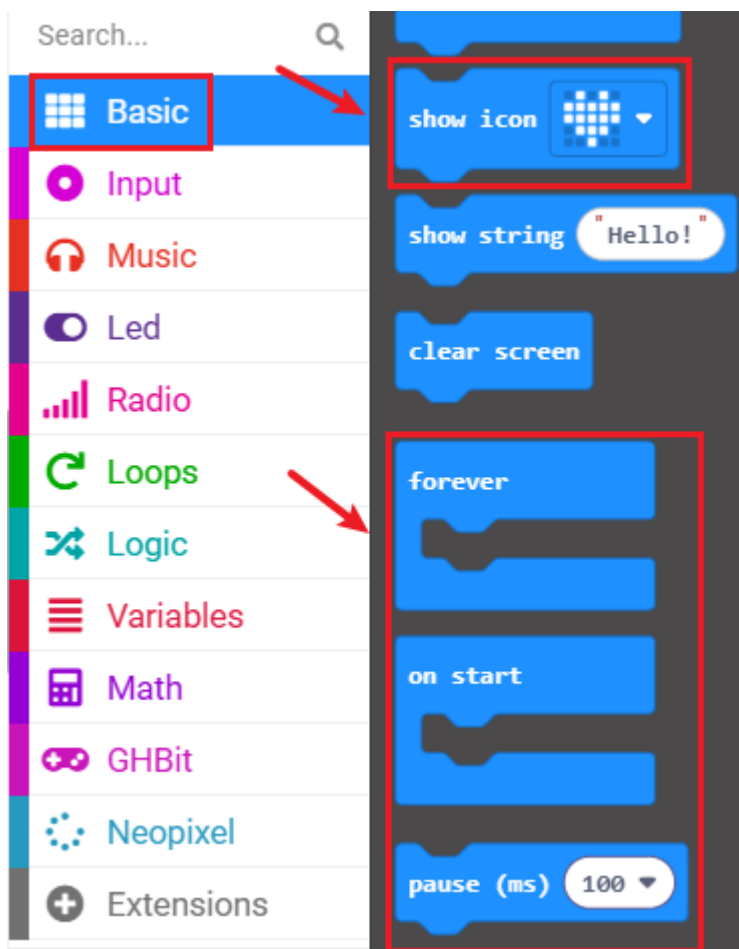 Search...
Basic
Input
Music
Led
Radio
Loops
Logic
Variables
Math
GHBit
Neopixel
Extensions
show icon
show string "Hello!"
clear screen
forever
on start
pause (ms) 100